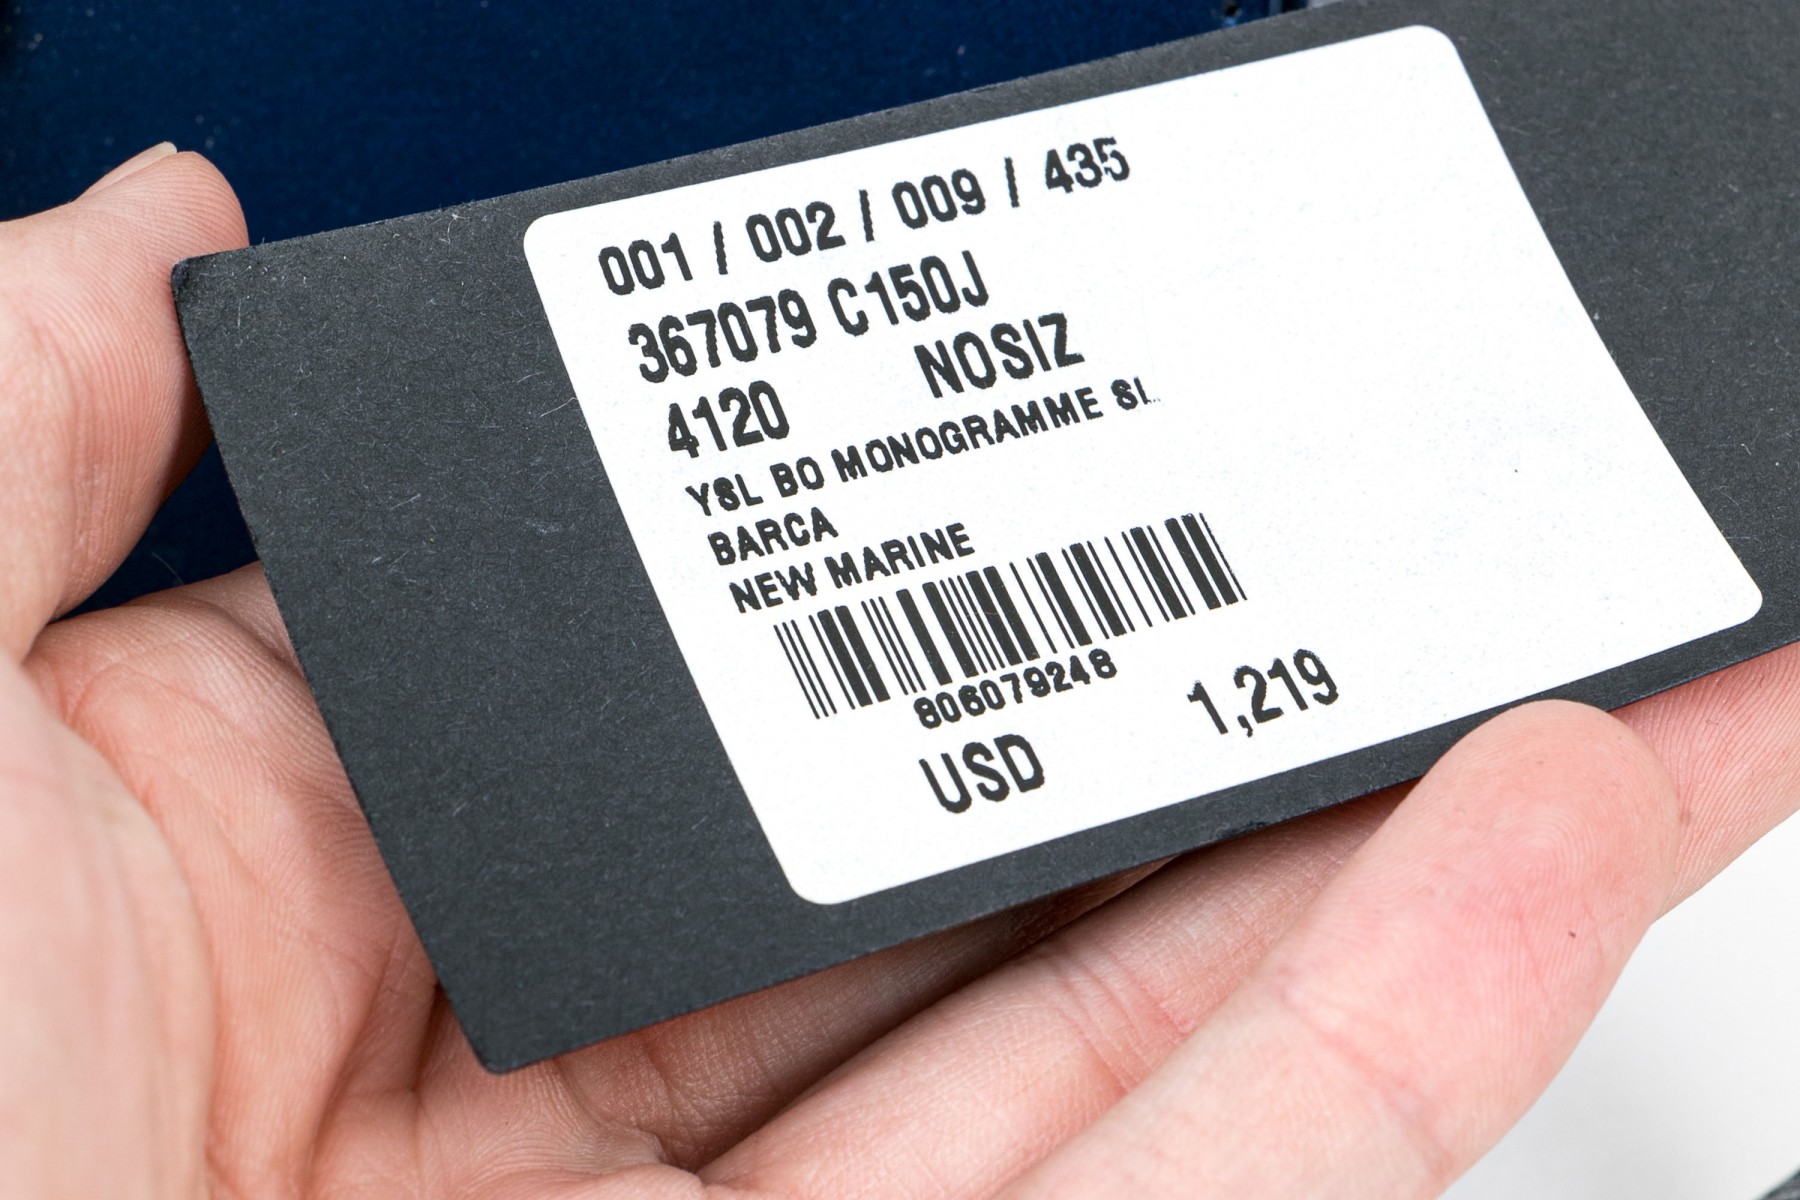 001 / 002 / 009 / 435
367079 C150J
4120 NOSIZ
YSL BO MONOGRAMME
BARCA
NEW MARINE
806079248
USD 1,219